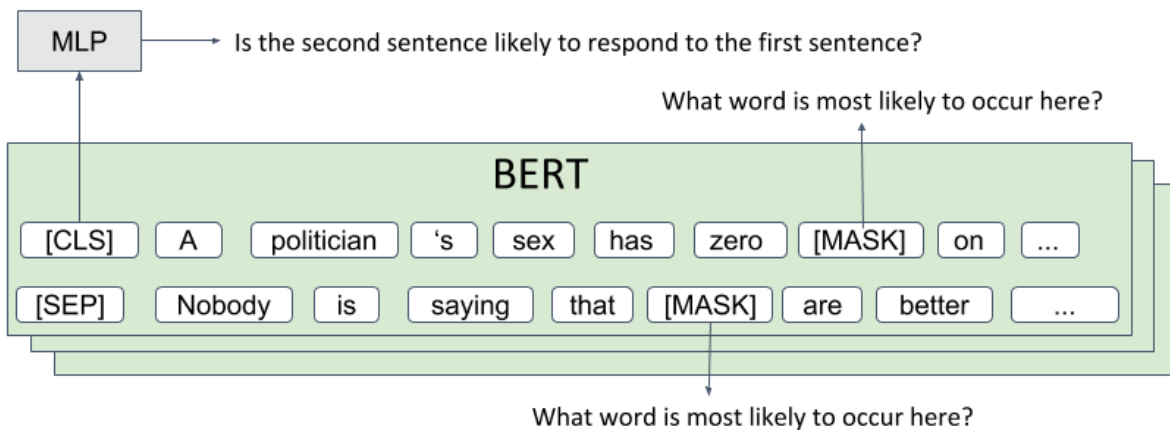 MLP
Is the second sentence likely to respond to the first sentence?
What word is most likely to occur here?
BERT
[CLS] A politician ‘s sex has zero [MASK] on ...
[SEP] Nobody is saying that [MASK] are better ...
What word is most likely to occur here?